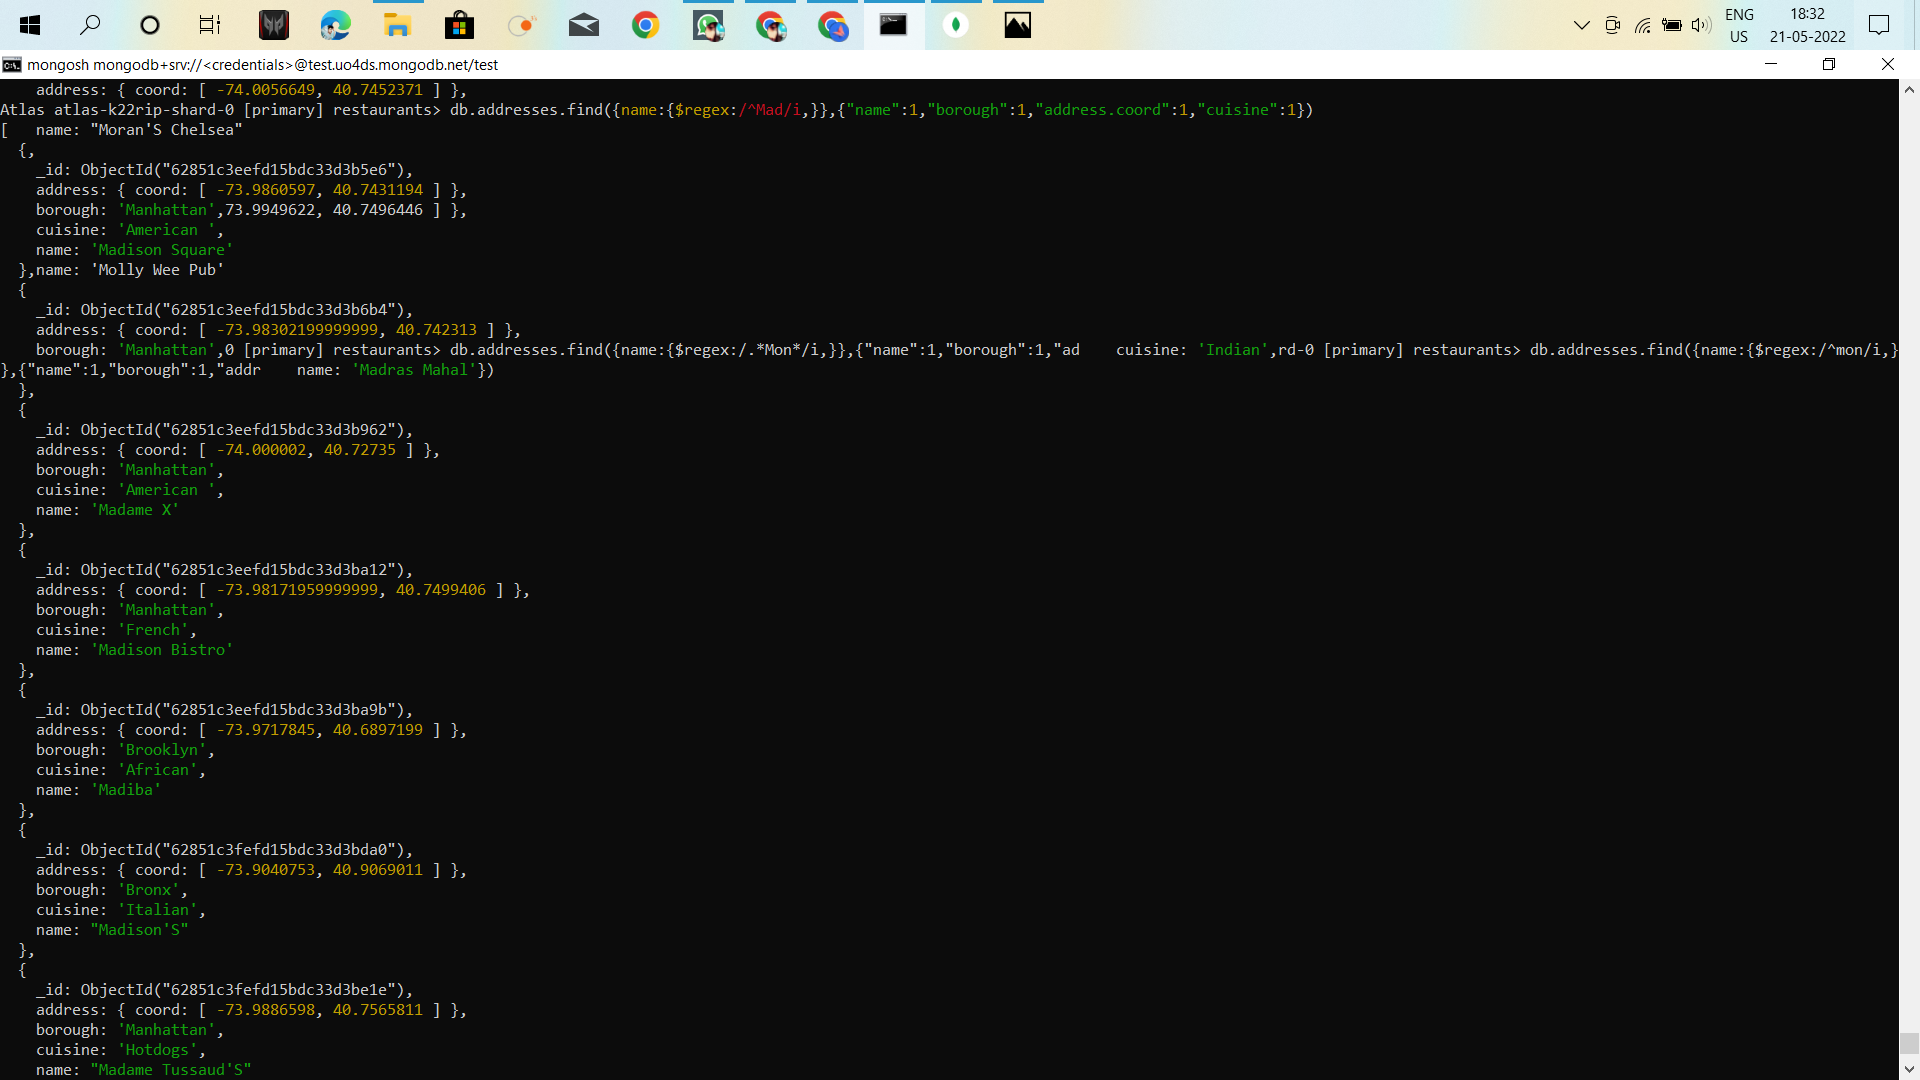 ENG
US
18:32
21-05-2022
mongosh mongodb+srv://<credentials>@test.uo4ds.mongodb.net/test
    address: { coord: [ -74.0056649, 40.7452371 ] },
Atlas atlas-k22rip-shard-0 [primary] restaurants> db.addresses.find({name:{$regex:/^Mad/i,}},{"name":1,"borough":1,"address.coord":1,"cuisine":1})
[   name: "Moran'S Chelsea"
  {,
    _id: ObjectId("62851c3eefd15bdc33d3b5e6"),
    address: { coord: [ -73.9860597, 40.7431194 ] },
    borough: 'Manhattan',73.9949622, 40.7496446 ] },
    cuisine: 'American ',
    name: 'Madison Square'
  },name: 'Molly Wee Pub'
  {
    _id: ObjectId("62851c3eefd15bdc33d3b6b4"),
    address: { coord: [ -73.98302199999999, 40.742313 ] },
    borough: 'Manhattan',0 [primary] restaurants> db.addresses.find({name:{$regex:/.*Mon*/i,}},{"name":1,"borough":1,"ad    cuisine: 'Indian',rd-0 [primary] restaurants> db.addresses.find({name:{$regex:/^mon/i,}
},{"name":1,"borough":1,"addr    name: 'Madras Mahal'})
  },
  {
    _id: ObjectId("62851c3eefd15bdc33d3b962"),
    address: { coord: [ -74.000002, 40.72735 ] },
    borough: 'Manhattan',
    cuisine: 'American ',
    name: 'Madame X'
  },
  {
    _id: ObjectId("62851c3eefd15bdc33d3ba12"),
    address: { coord: [ -73.98171959999999, 40.7499406 ] },
    borough: 'Manhattan',
    cuisine: 'French',
    name: 'Madison Bistro'
  },
  {
    _id: ObjectId("62851c3eefd15bdc33d3ba9b"),
    address: { coord: [ -73.9717845, 40.6897199 ] },
    borough: 'Brooklyn',
    cuisine: 'African',
    name: 'Madiba'
  },
  {
    _id: ObjectId("62851c3fefd15bdc33d3bda0"),
    address: { coord: [ -73.9040753, 40.9069011 ] },
    borough: 'Bronx',
    cuisine: 'Italian',
    name: "Madison'S"
  },
  {
    _id: ObjectId("62851c3fefd15bdc33d3be1e"),
    address: { coord: [ -73.9886598, 40.7565811 ] },
    borough: 'Manhattan',
    cuisine: 'Hotdogs',
    name: "Madame Tussaud'S"